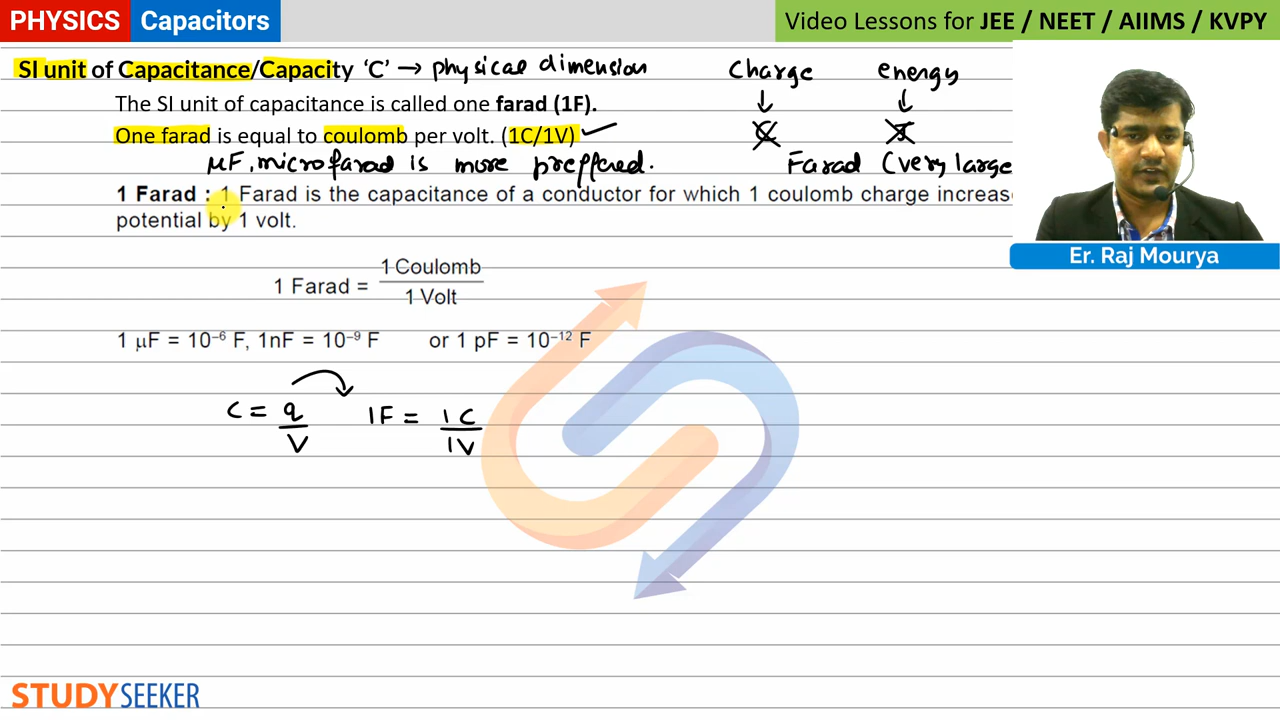 PHYSICS Capacitors
Video Lessons for JEE / NEET / AIIMS / KVPY
SI unit of Capacitance/Capacity ‘C’ → physical dimension
charge energy
The SI unit of capacitance is called one farad (1F).
One farad is equal to coulomb per volt. (1C/1V) ✓
C J
μF, microfarad is more preffered.
Farad (very large
1 Farad : 1 Farad is the capacitance of a conductor for which 1 coulomb charge increase
potential by 1 volt.
1 Farad = 1 Coulomb / 1 Volt
1 μF = 10⁻⁶ F, 1nF = 10⁻⁹ F or 1 pF = 10⁻¹² F
C = q/V 1F = 1C/1V
Er. Raj Mourya
STUDYSEEKER